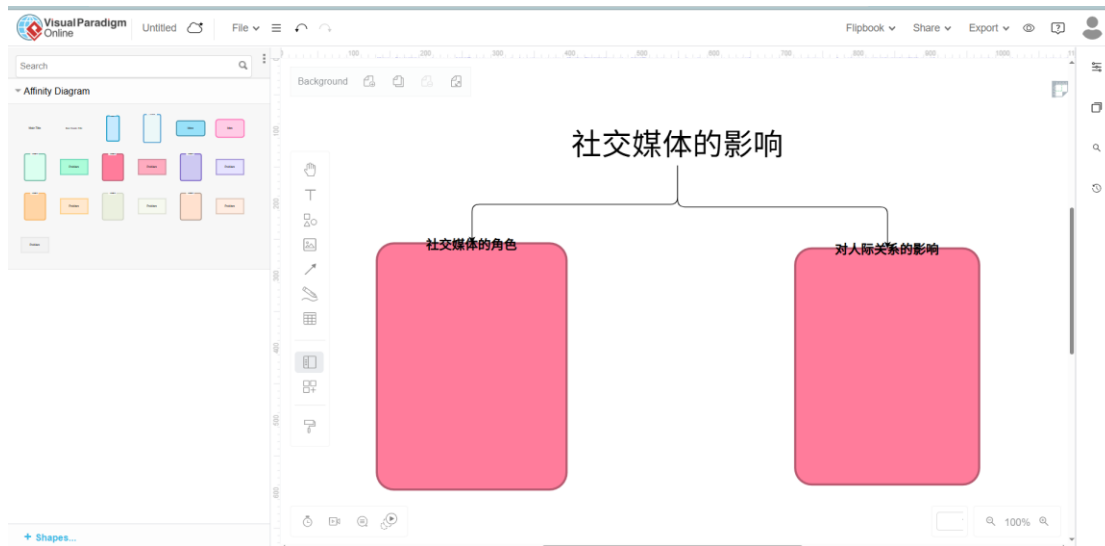 Visual Paradigm
Online
Untitled
File
Flipbook
Share
Export
Search
Affinity Diagram
+ Shapes...
Background
社交媒体的影响
社交媒体的角色
对人际关系的影响
100%